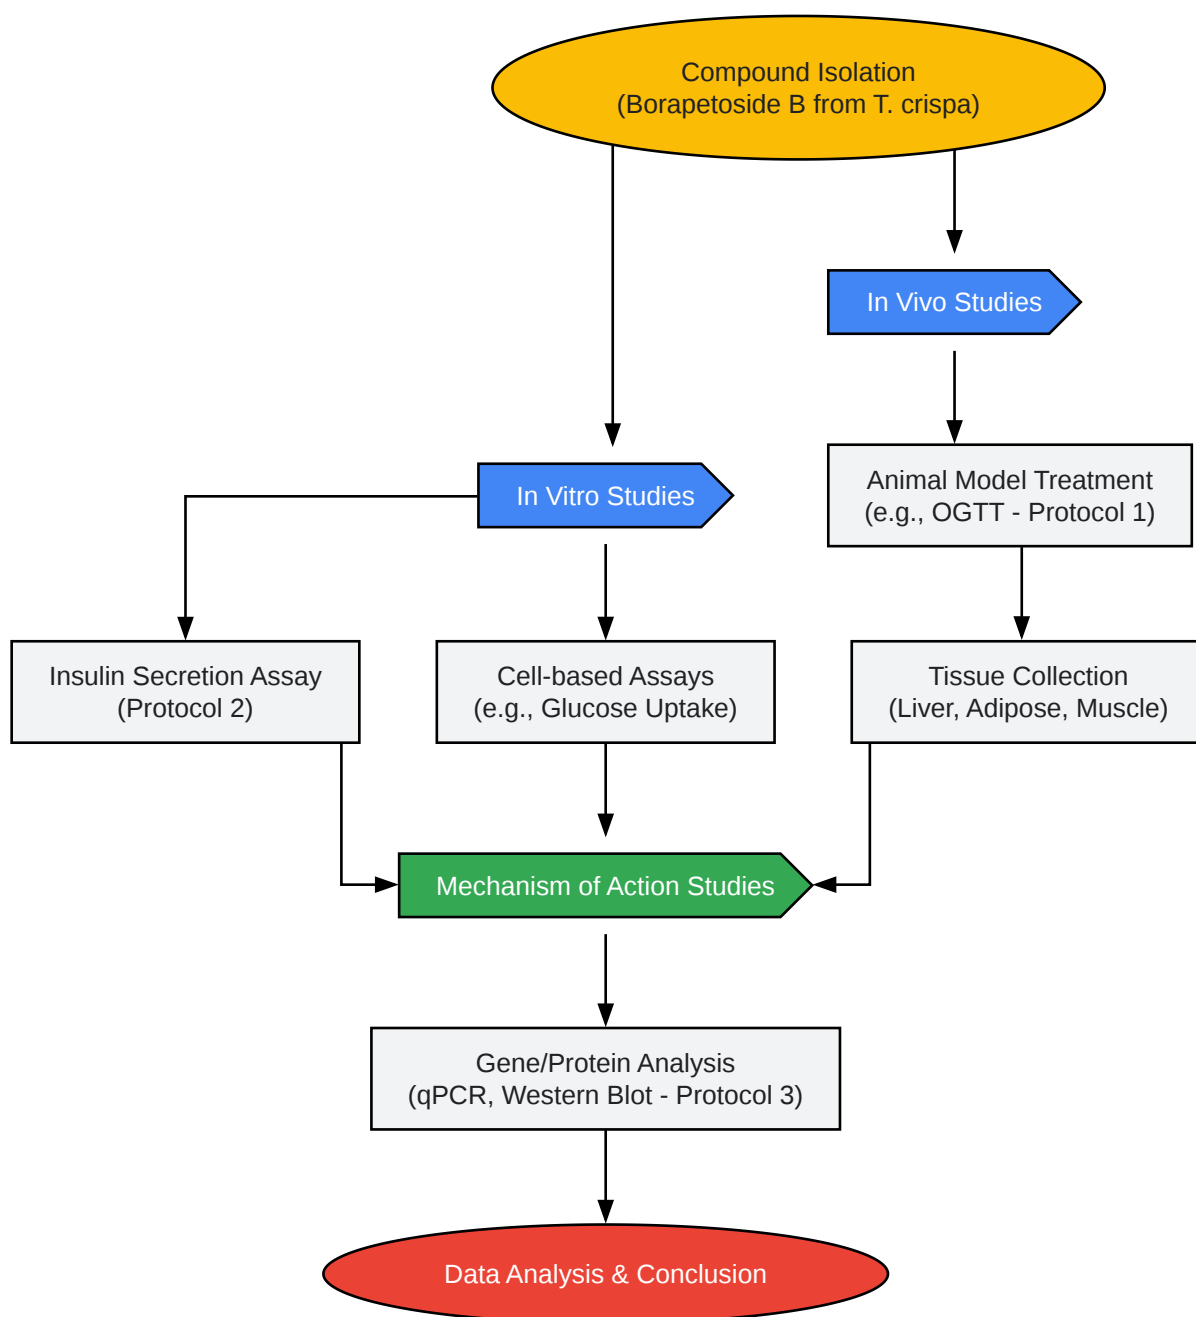 Compound Isolation
(Borapetoside B from T. crispa)
In Vivo Studies
In Vitro Studies
Animal Model Treatment
(e.g., OGTT - Protocol 1)
Insulin Secretion Assay
(Protocol 2)
Cell-based Assays
(e.g., Glucose Uptake)
Tissue Collection
(Liver, Adipose, Muscle)
Mechanism of Action Studies
Gene/Protein Analysis
(qPCR, Western Blot - Protocol 3)
Data Analysis & Conclusion